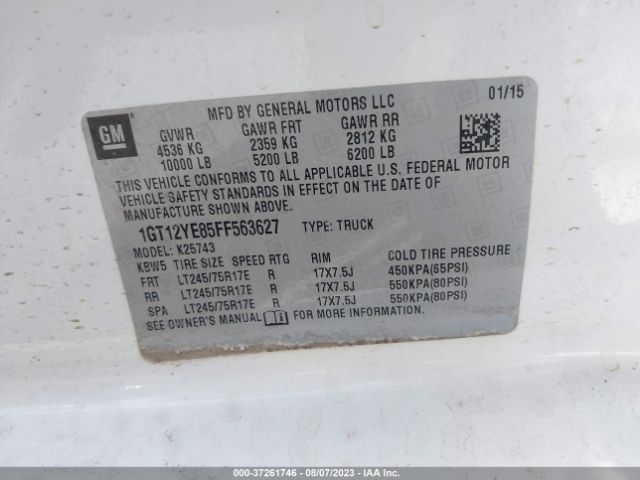 MFD BY GENERAL MOTORS LLC 01/15
GM
GVWR GAWR FRT GAWR RR
4536 KG 2359 KG 2812 KG
10000 LB 5200 LB 6200 LB
THIS VEHICLE CONFORMS TO ALL APPLICABLE U.S. FEDERAL MOTOR
VEHICLE SAFETY STANDARDS IN EFFECT ON THE DATE OF
MANUFACTURE SHOWN ABOVE.
1GT12YE85FF563627 TYPE: TRUCK
MODEL: K25743
KBW5 TIRE SIZE SPEED RTG RIM COLD TIRE PRESSURE
FRT LT245/75R17E R 17X7.5J 450KPA(65PSI)
RR LT245/75R17E R 17X7.5J 550KPA(80PSI)
SPA LT245/75R17E R 17X7.5J 550KPA(80PSI)
SEE OWNER'S MANUAL FOR MORE INFORMATION.
000-37261746 - 08/07/2023 - IAA Inc.